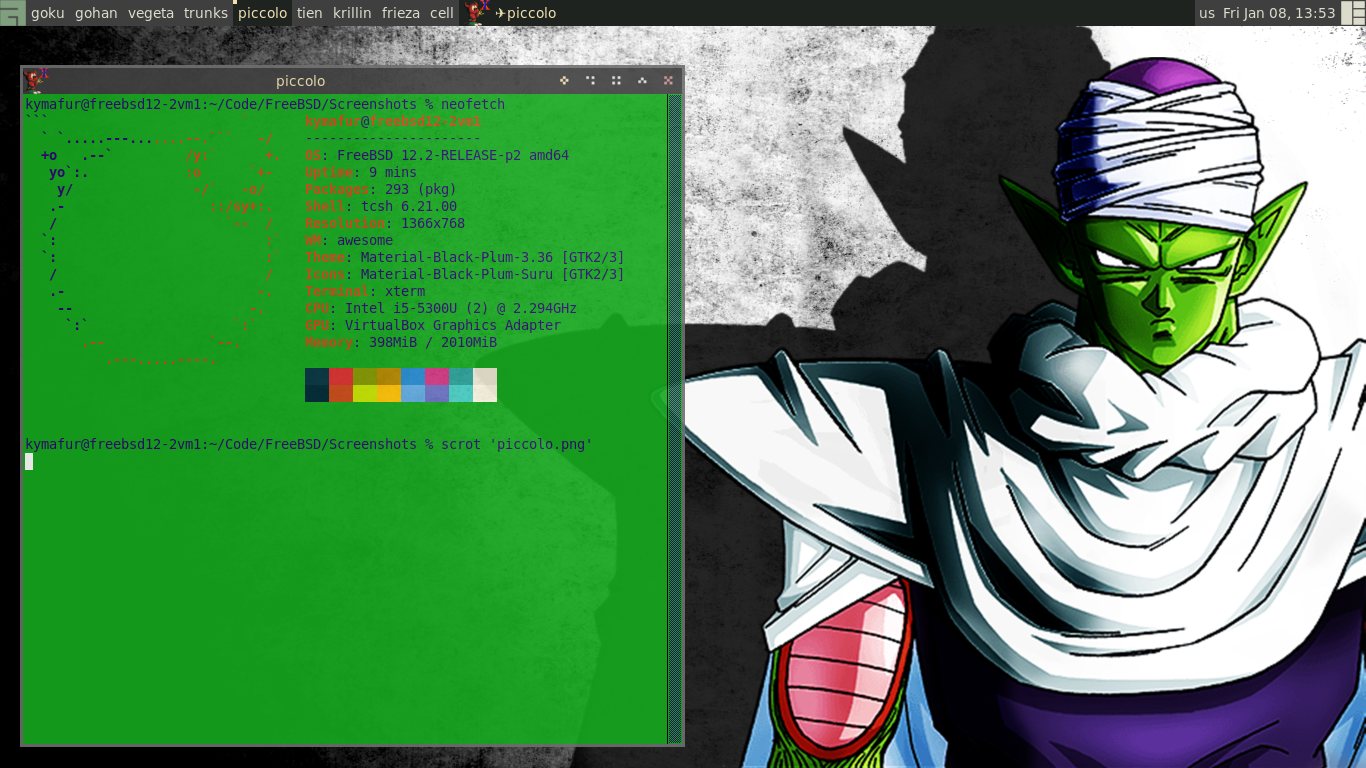 goku gohan vegeta trunks piccolo tien krillin frieza cell ✈piccolo us Fri Jan 08, 13:53
piccolo
kymafur@freebsd12-2vm1:~/Code/FreeBSD/Screenshots % neofetch
kymafur@freebsd12-2vm1
----------------------
OS: FreeBSD 12.2-RELEASE-p2 amd64
Uptime: 9 mins
Packages: 293 (pkg)
Shell: tcsh 6.21.00
Resolution: 1366x768
WM: awesome
Theme: Material-Black-Plum-3.36 [GTK2/3]
Icons: Material-Black-Plum-Suru [GTK2/3]
Terminal: xterm
CPU: Intel i5-5300U (2) @ 2.294GHz
GPU: VirtualBox Graphics Adapter
Memory: 398MiB / 2010MiB
kymafur@freebsd12-2vm1:~/Code/FreeBSD/Screenshots % scrot 'piccolo.png'